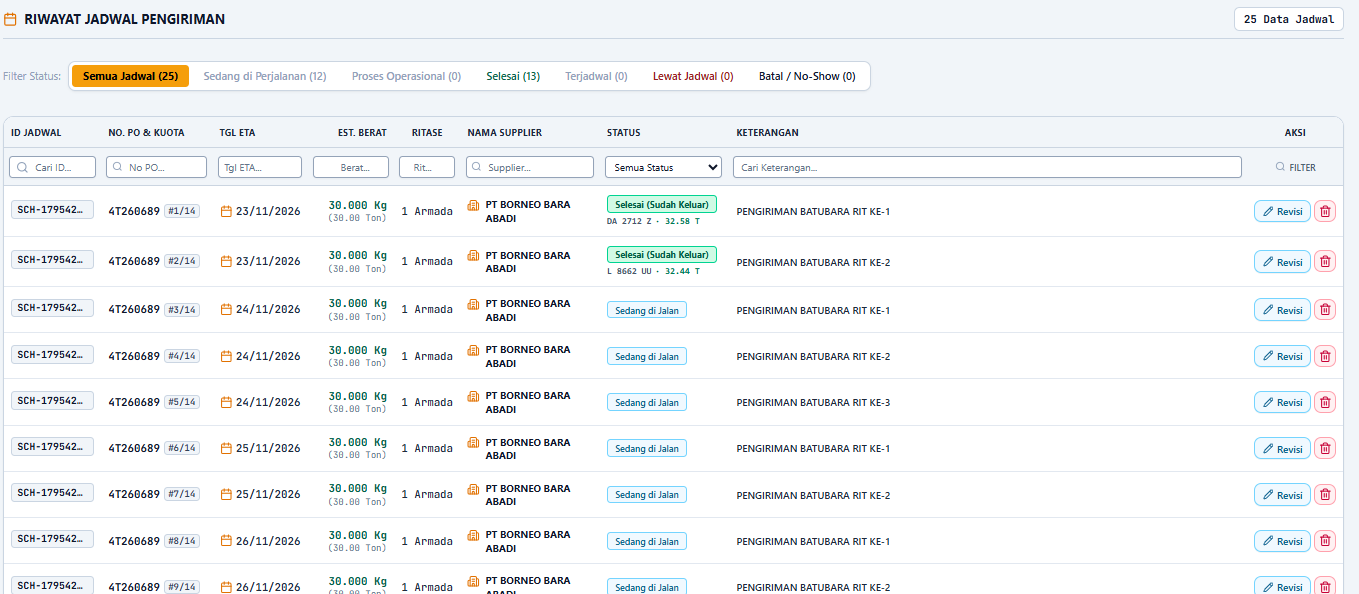 RIWAYAT JADWAL PENGIRIMAN
25 Data Jadwal
Filter Status: Semua Jadwal (25) Sedang di Perjalanan (12) Proses Operasional (0) Selesai (13) Terjadwal (0) Lewat Jadwal (0) Batal / No-Show (0)
ID JADWAL NO. PO & KUOTA TGL ETA EST. BERAT RITASE NAMA SUPPLIER STATUS KETERANGAN AKSI
Cari ID... No PO... Tgl ETA... Berat... Rit... Supplier... Semua Status Cari Keterangan... FILTER
SCH-179542… 4T260689 #1/14 23/11/2026 30.000 Kg (30.00 Ton) 1 Armada PT BORNEO BARA ABADI Selesai (Sudah Keluar) DA 2712 Z · 32.58 T PENGIRIMAN BATUBARA RIT KE-1 Revisi
SCH-179542… 4T260689 #2/14 23/11/2026 30.000 Kg (30.00 Ton) 1 Armada PT BORNEO BARA ABADI Selesai (Sudah Keluar) L 8662 UU · 32.44 T PENGIRIMAN BATUBARA RIT KE-2 Revisi
SCH-179542… 4T260689 #3/14 24/11/2026 30.000 Kg (30.00 Ton) 1 Armada PT BORNEO BARA ABADI Sedang di Jalan PENGIRIMAN BATUBARA RIT KE-1 Revisi
SCH-179542… 4T260689 #4/14 24/11/2026 30.000 Kg (30.00 Ton) 1 Armada PT BORNEO BARA ABADI Sedang di Jalan PENGIRIMAN BATUBARA RIT KE-2 Revisi
SCH-179542… 4T260689 #5/14 24/11/2026 30.000 Kg (30.00 Ton) 1 Armada PT BORNEO BARA ABADI Sedang di Jalan PENGIRIMAN BATUBARA RIT KE-3 Revisi
SCH-179542… 4T260689 #6/14 25/11/2026 30.000 Kg (30.00 Ton) 1 Armada PT BORNEO BARA ABADI Sedang di Jalan PENGIRIMAN BATUBARA RIT KE-1 Revisi
SCH-179542… 4T260689 #7/14 25/11/2026 30.000 Kg (30.00 Ton) 1 Armada PT BORNEO BARA ABADI Sedang di Jalan PENGIRIMAN BATUBARA RIT KE-2 Revisi
SCH-179542… 4T260689 #8/14 26/11/2026 30.000 Kg (30.00 Ton) 1 Armada PT BORNEO BARA ABADI Sedang di Jalan PENGIRIMAN BATUBARA RIT KE-1 Revisi
SCH-179542… 4T260689 #9/14 26/11/2026 30.000 Kg (30.00 Ton) 1 Armada PT BORNEO BARA ABADI Sedang di Jalan PENGIRIMAN BATUBARA RIT KE-2 Revisi